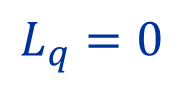 L_q = 0